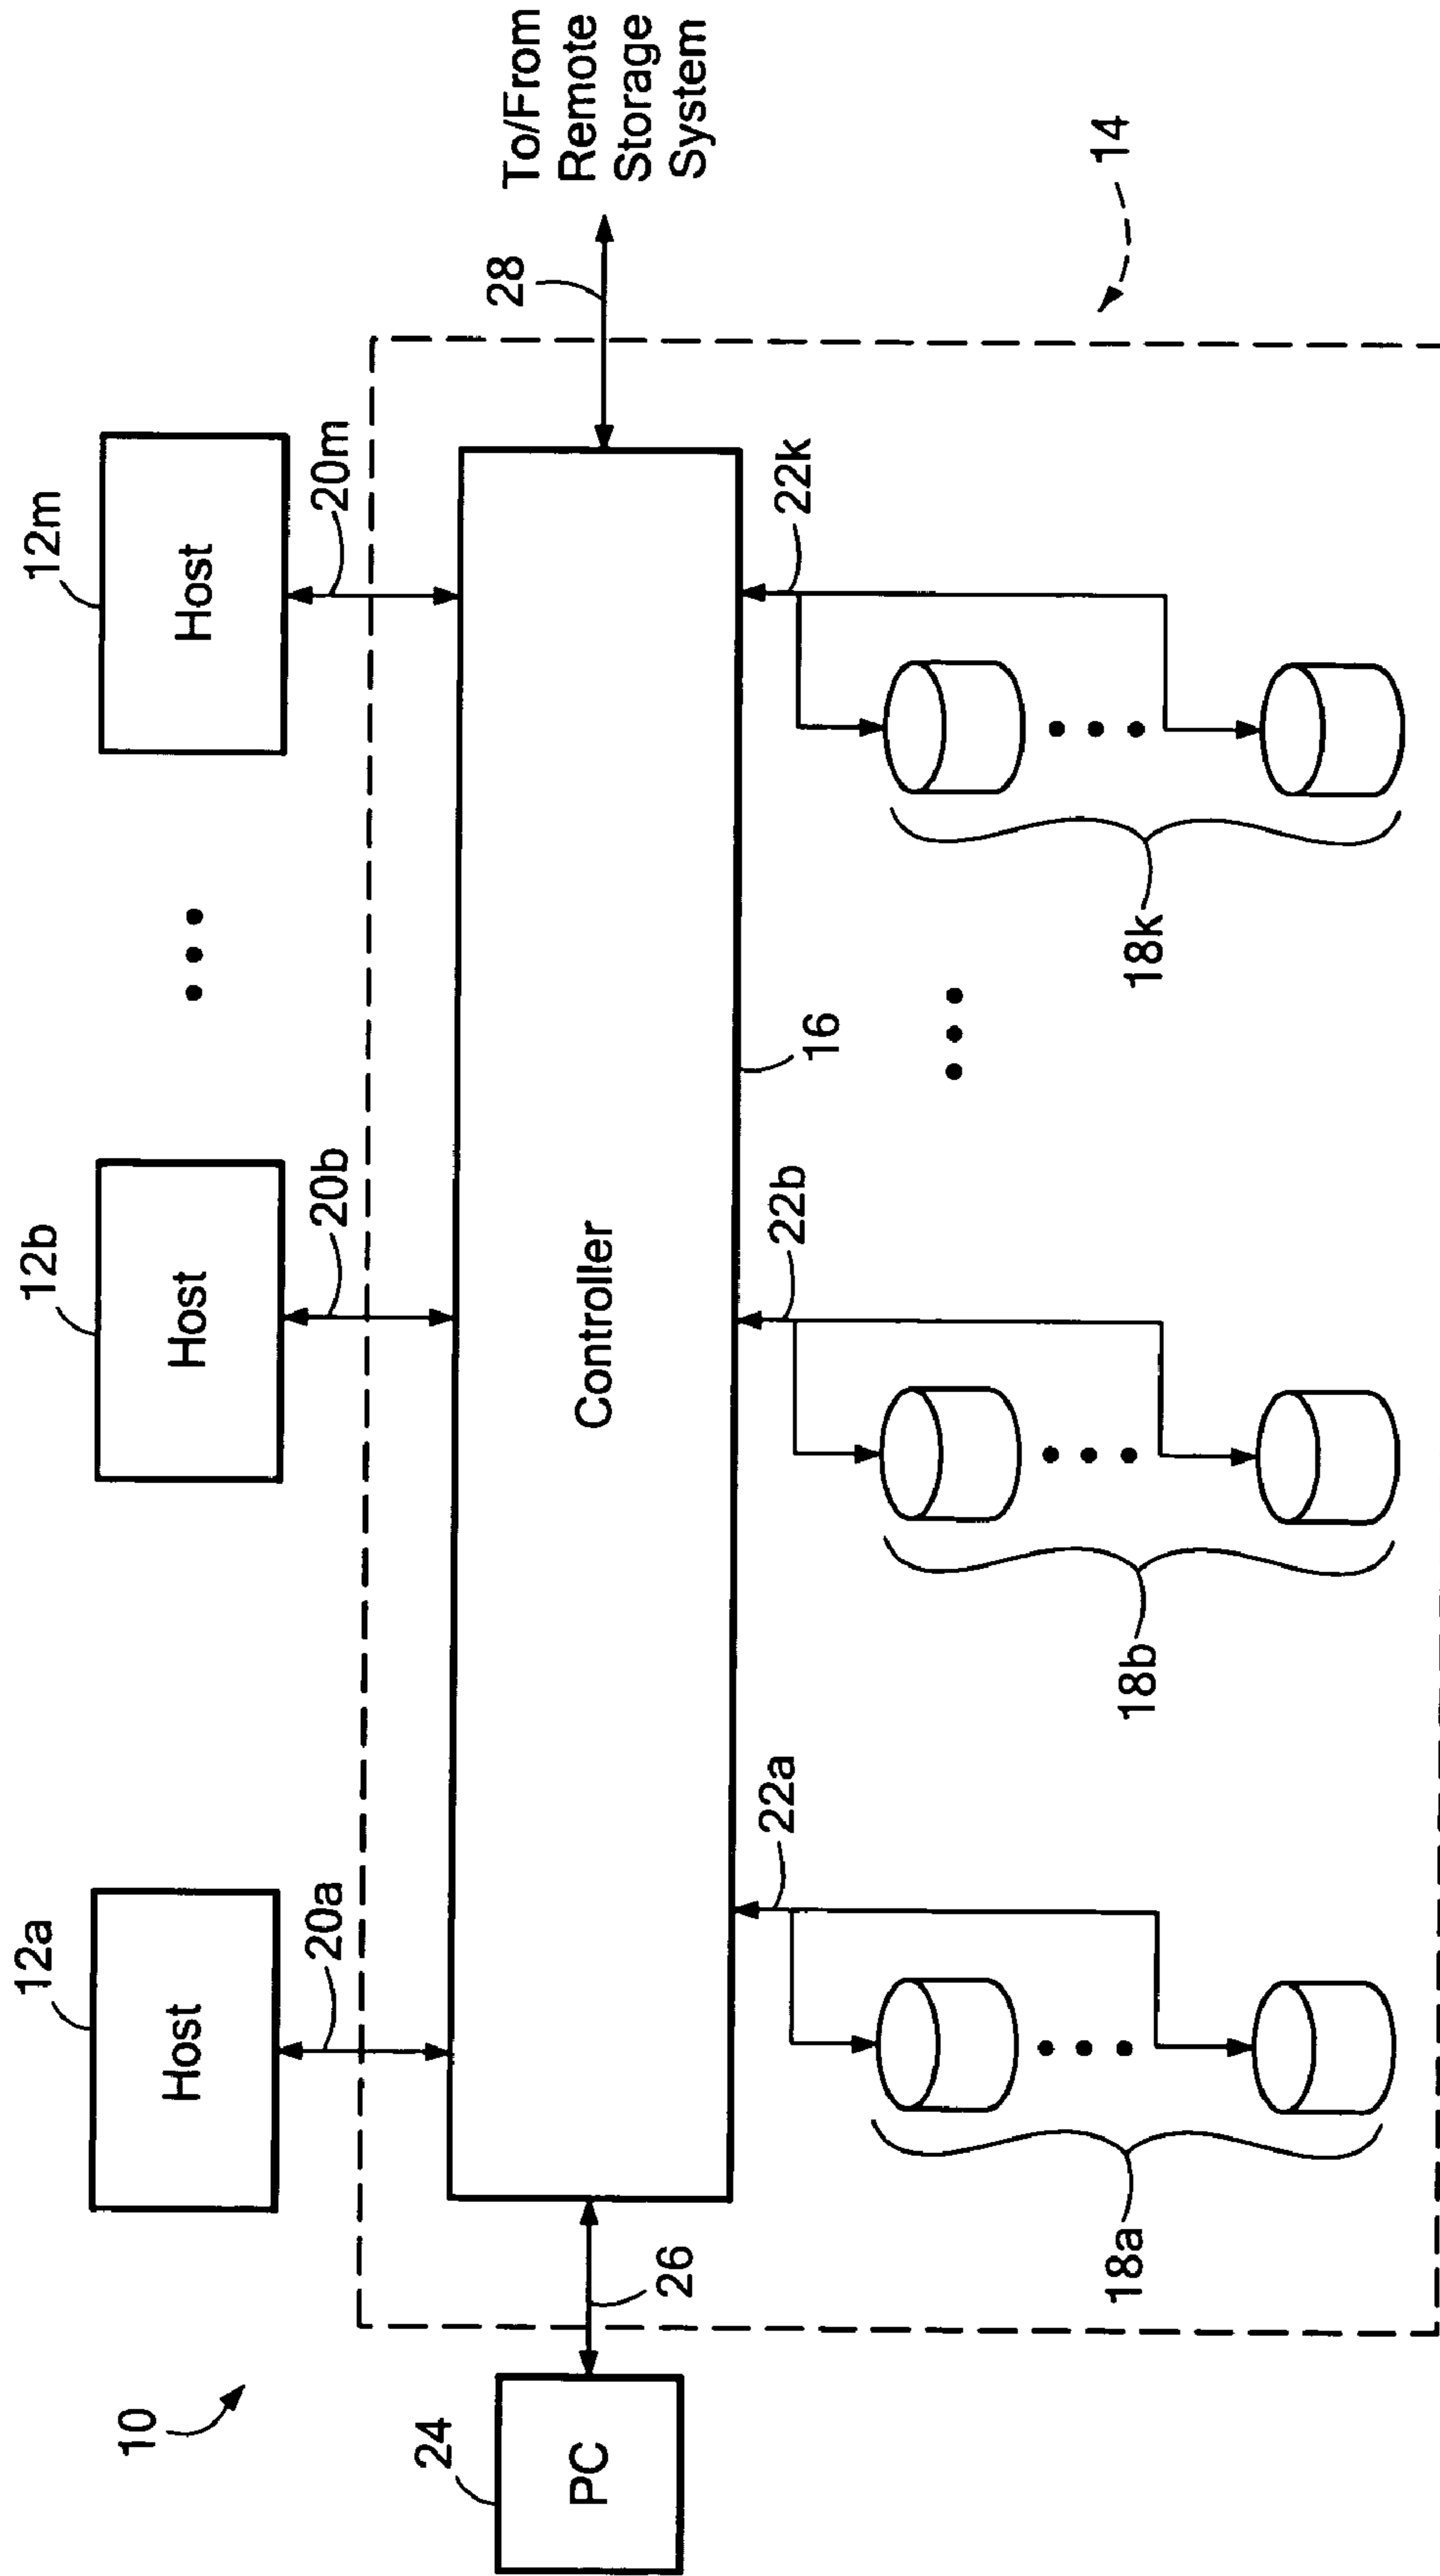 10
12a
Host
12b
Host
12m
Host
20a
20b
20m
24
PC
26
Controller
28
To/From
Remote
Storage
System
22a
22b
16
22k
14
18a
18b
18k